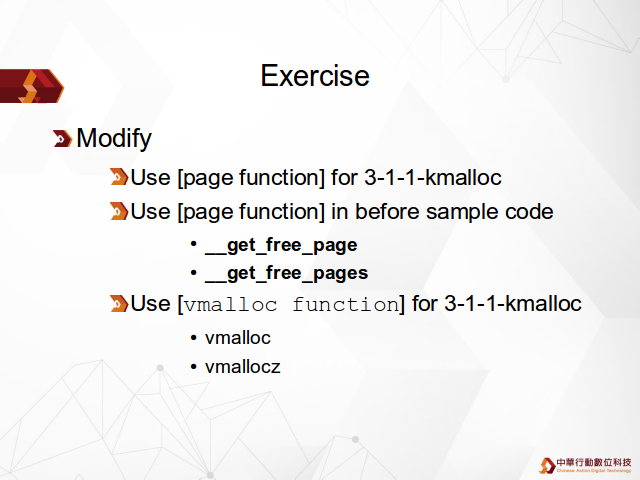 Exercise
Modify
Use [page function] for 3-1-1-kmalloc
Use [page function] in before sample code
• __get_free_page
• __get_free_pages
Use [vmalloc function] for 3-1-1-kmalloc
• vmalloc
• vmallocz
中華行動數位科技
Chinese Action Digital Technology